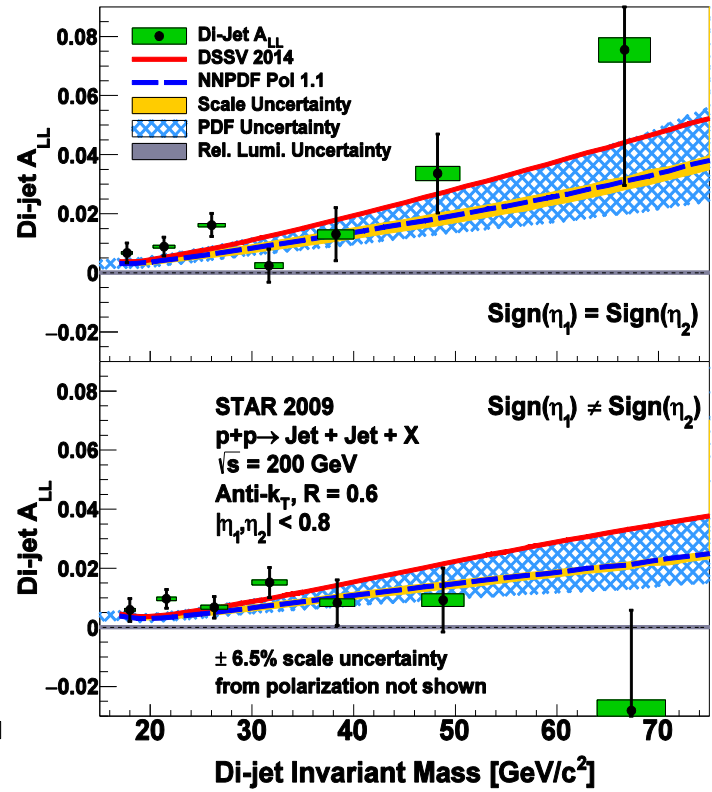 Di-Jet A_LL
DSSV 2014
NNPDF Pol 1.1
Scale Uncertainty
PDF Uncertainty
Rel. Lumi. Uncertainty
Di-jet A_LL
0.08
0.06
0.04
0.02
0
−0.02
Sign(η₁) = Sign(η₂)
STAR 2009
p+p→ Jet + Jet + X
√s = 200 GeV
Anti-k_T, R = 0.6
|η₁,η₂| < 0.8
Sign(η₁) ≠ Sign(η₂)
Di-jet A_LL
0.08
0.06
0.04
0.02
0
−0.02
± 6.5% scale uncertainty
from polarization not shown
20 30 40 50 60 70
Di-jet Invariant Mass [GeV/c²]